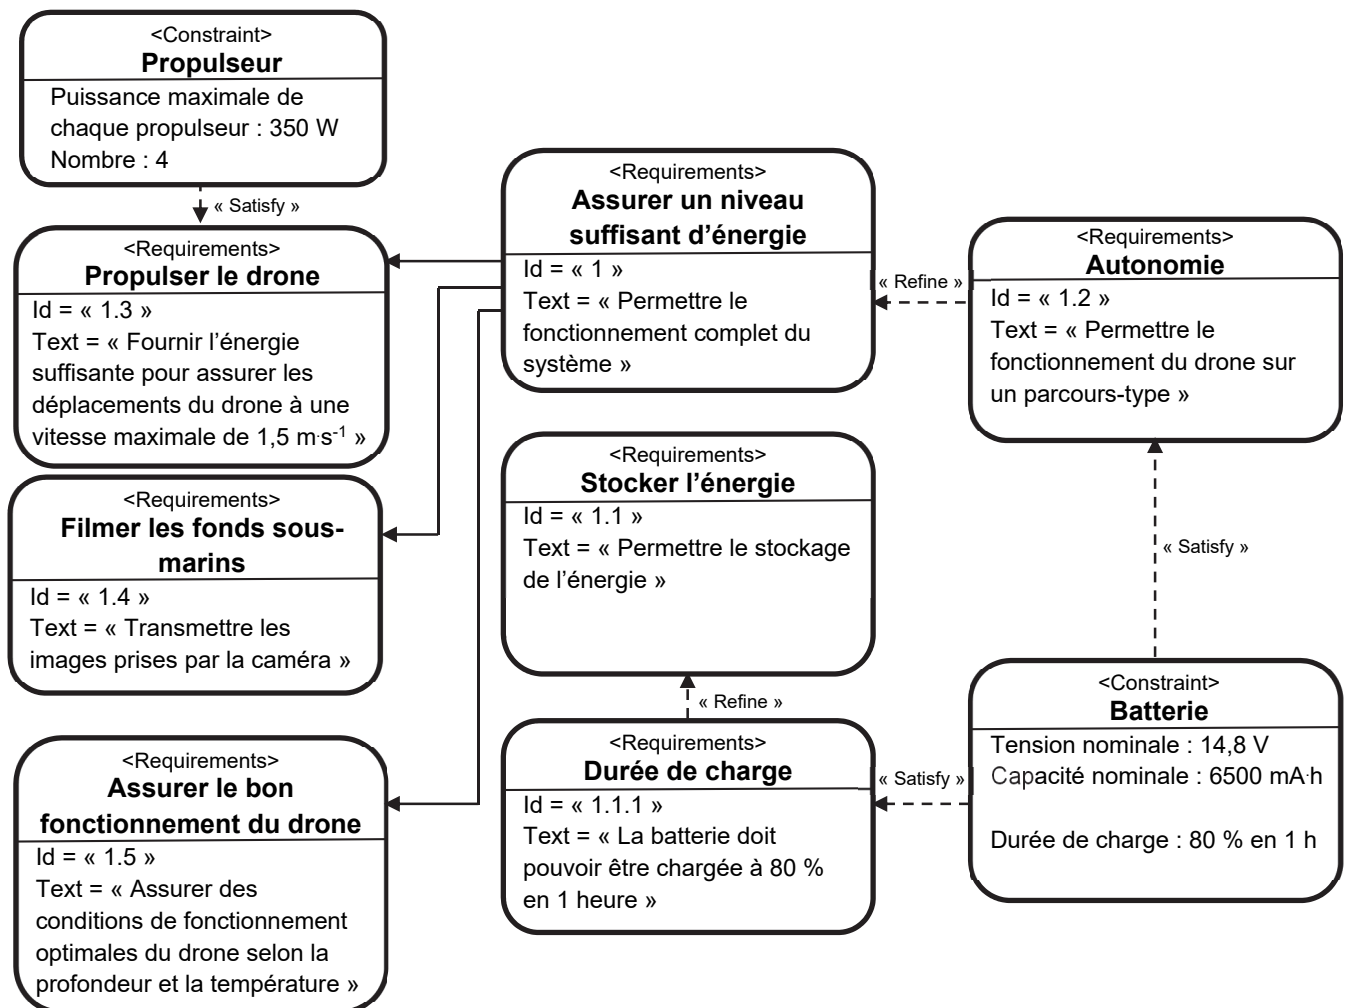 <Constraint>
Propulseur
Puissance maximale de
chaque propulseur : 350 W
Nombre : 4
« Satisfy »
<Requirements>
Propulser le drone
Id = « 1.3 »
Text = « Fournir l’énergie
suffisante pour assurer les
déplacements du drone à une
vitesse maximale de 1,5 m·s-1 »
<Requirements>
Filmer les fonds sous-
marins
Id = « 1.4 »
Text = « Transmettre les
images prises par la caméra »
<Requirements>
Assurer le bon
fonctionnement du drone
Id = « 1.5 »
Text = « Assurer des
conditions de fonctionnement
optimales du drone selon la
profondeur et la température »
<Requirements>
Assurer un niveau
suffisant d’énergie
Id = « 1 »
Text = « Permettre le
fonctionnement complet du
système »
<Requirements>
Stocker l’énergie
Id = « 1.1 »
Text = « Permettre le stockage
de l’énergie »
« Refine »
<Requirements>
Durée de charge
Id = « 1.1.1 »
Text = « La batterie doit
pouvoir être chargée à 80 %
en 1 heure »
« Refine »
<Requirements>
Autonomie
Id = « 1.2 »
Text = « Permettre le
fonctionnement du drone sur
un parcours-type »
« Satisfy »
« Satisfy »
<Constraint>
Batterie
Tension nominale : 14,8 V
Capacité nominale : 6500 mA·h
Durée de charge : 80 % en 1 h